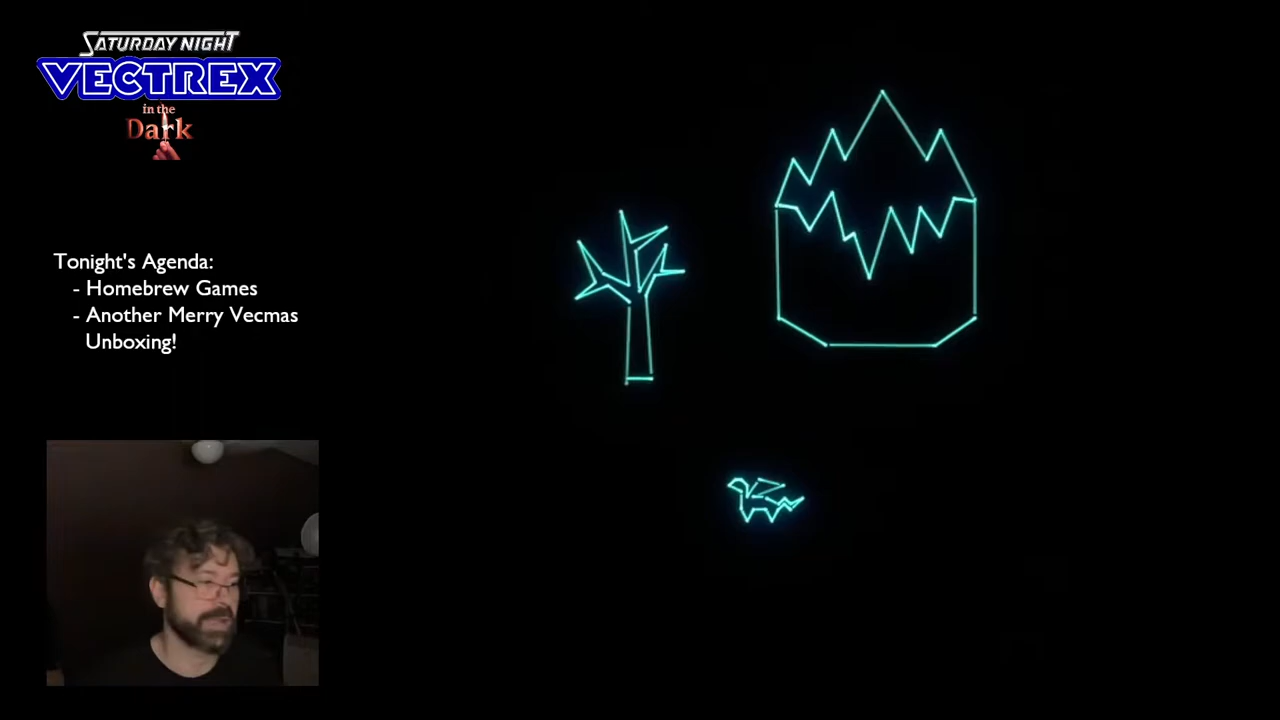 SATURDAY NIGHT
VECTREX
in the
Dark
Tonight's Agenda:
- Homebrew Games
- Another Merry Vecmas
Unboxing!